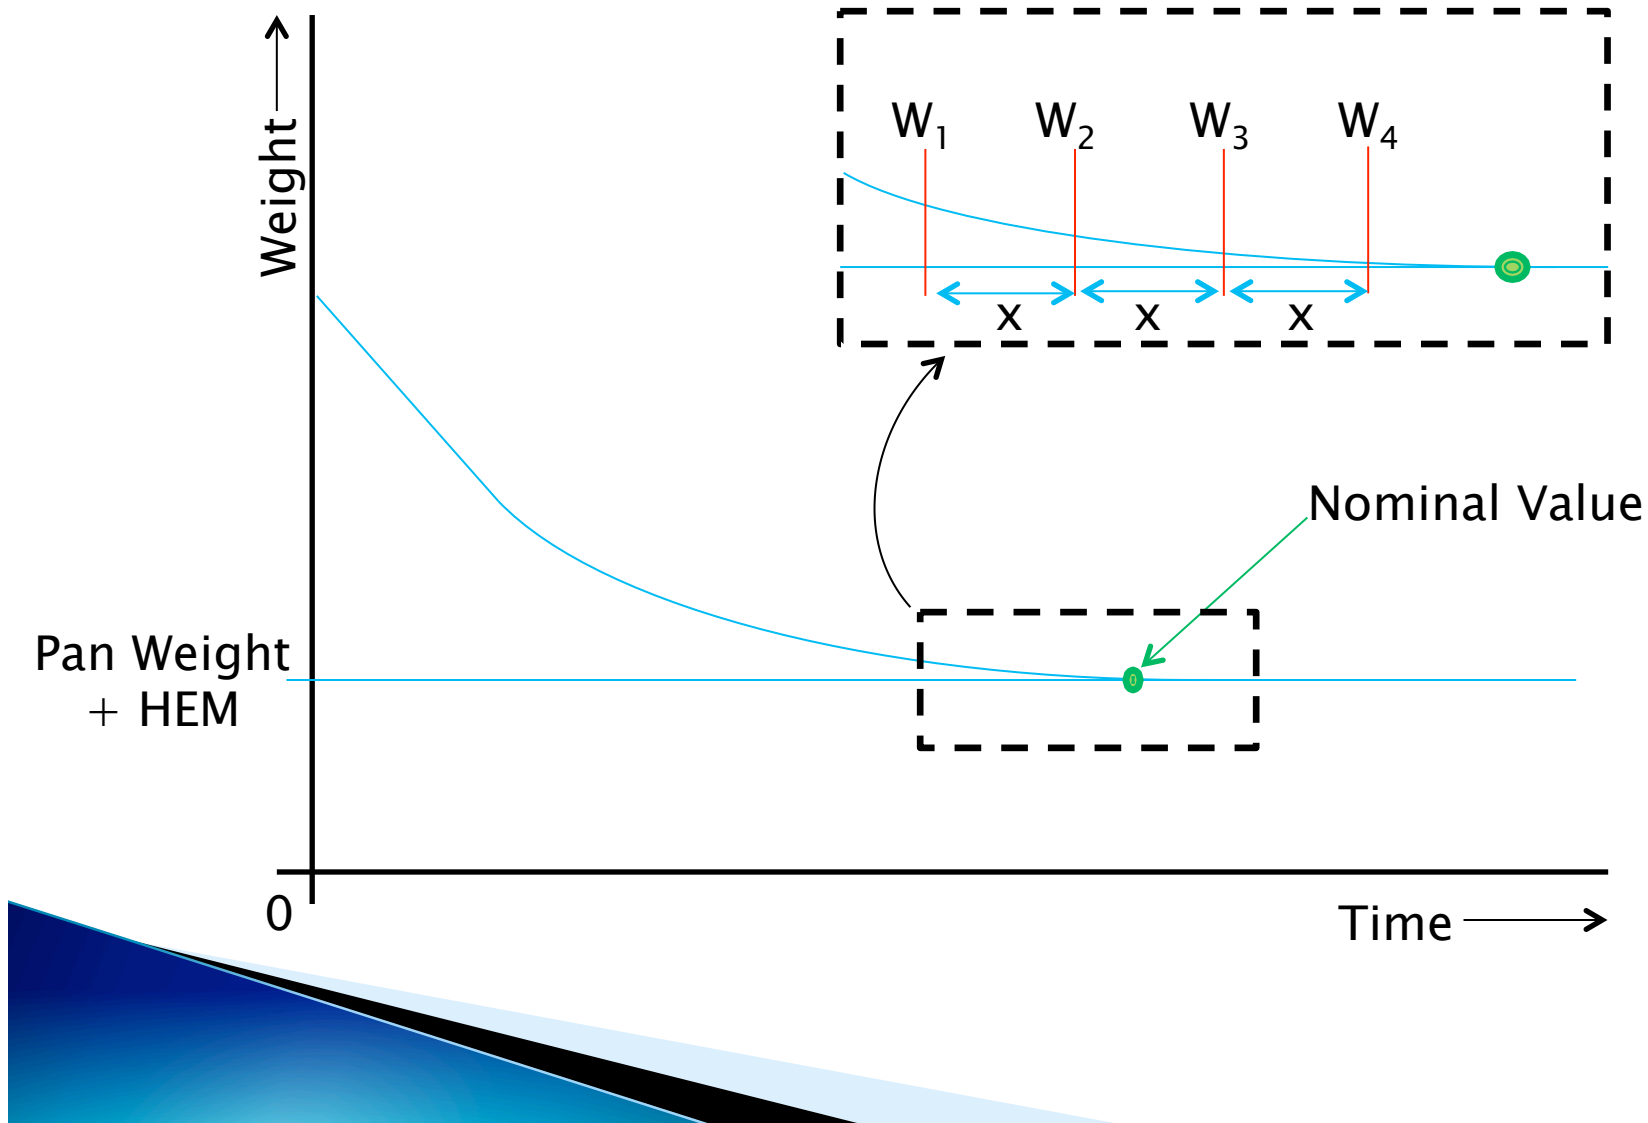 Weight
W₁ W₂ W₃ W₄
x x x
Nominal Value
Pan Weight
+ HEM
0
Time